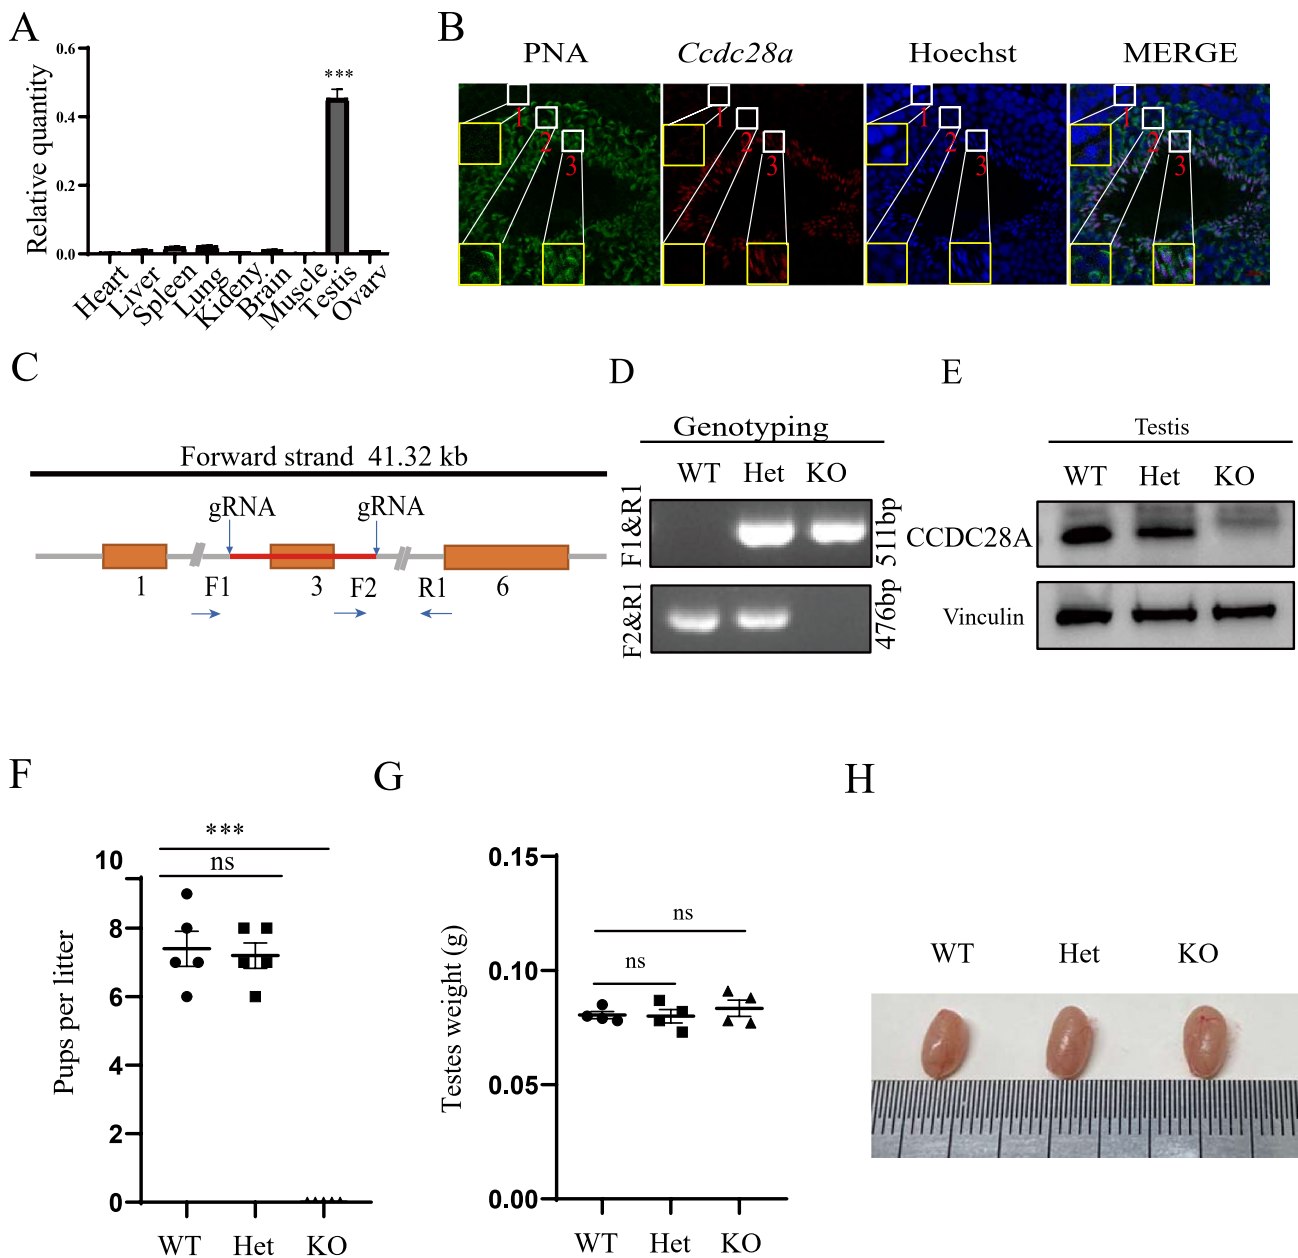 A
Relative quantity
0.6
0.4
0.2
0.0
***
Heart
Liver
Spleen
Lung
Kideny
Brain
Muscle
Testis
Ovarv
B
PNA Ccdc28a Hoechst MERGE
1 1 1 1
2 2 2 2
3 3 3 3
C
Forward strand 41.32 kb
gRNA gRNA
1 F1 3 F2 R1 6
D
Genotyping
WT Het KO
F1&R1 511bp
F2&R1 476bp
E
Testis
WT Het KO
CCDC28A
Vinculin
F
***
ns
Pups per litter
10
8
6
4
2
0
WT Het KO
G
Testes weight (g)
0.15
0.10
0.05
0.00
ns
ns
WT Het KO
H
WT Het KO